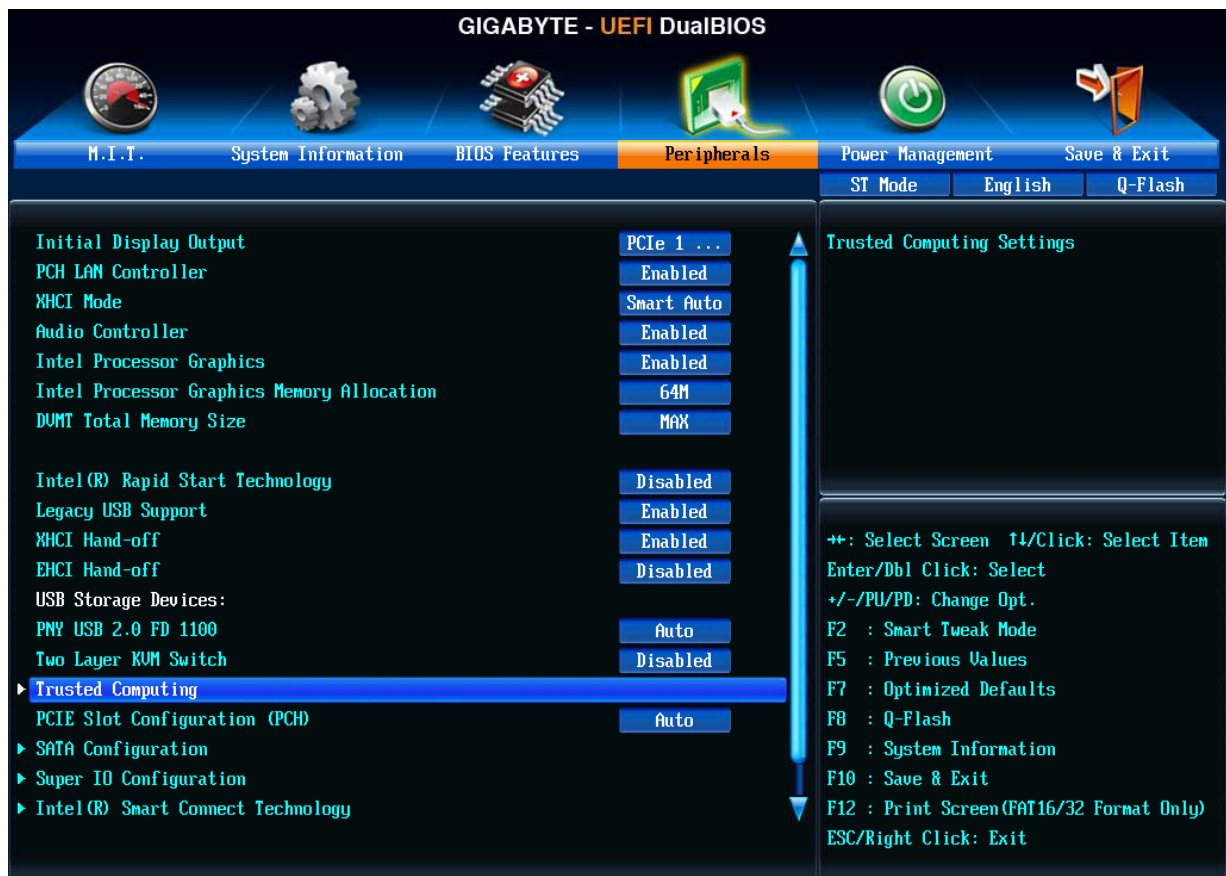 GIGABYTE - UEFI DualBIOS
M.I.T. System Information BIOS Features Peripherals Power Management Save & Exit
ST Mode English Q-Flash
Initial Display Output PCIe 1 ...
PCH LAN Controller Enabled
XHCI Mode Smart Auto
Audio Controller Enabled
Intel Processor Graphics Enabled
Intel Processor Graphics Memory Allocation 64M
DVMT Total Memory Size MAX
Intel(R) Rapid Start Technology Disabled
Legacy USB Support Enabled
XHCI Hand-off Enabled
EHCI Hand-off Disabled
USB Storage Devices:
PNY USB 2.0 FD 1100 Auto
Two Layer KVM Switch Disabled
Trusted Computing
PCIE Slot Configuration (PCH) Auto
SATA Configuration
Super IO Configuration
Intel(R) Smart Connect Technology
Trusted Computing Settings
→←: Select Screen ↑↓/Click: Select Item
Enter/Dbl Click: Select
+/-/PU/PD: Change Opt.
F2 : Smart Tweak Mode
F5 : Previous Values
F7 : Optimized Defaults
F8 : Q-Flash
F9 : System Information
F10 : Save & Exit
F12 : Print Screen(FAT16/32 Format Only)
ESC/Right Click: Exit